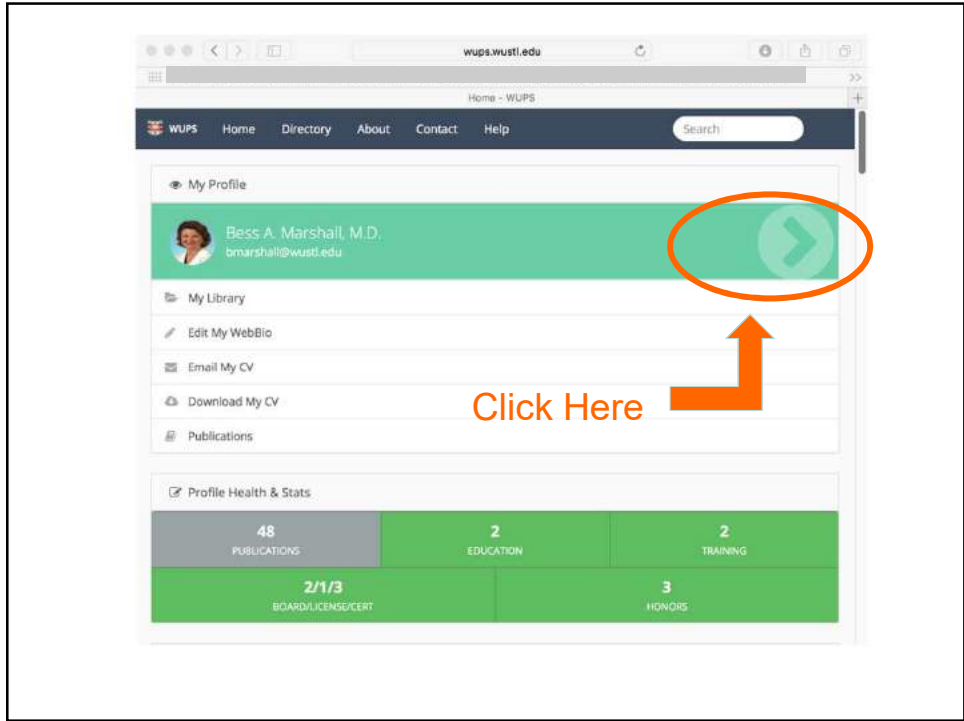 wups.wustl.edu
Home - WUPS
WUPS Home Directory About Contact Help Search
My Profile
Bess A. Marshall, M.D.
bmarshall@wustl.edu
My Library
Edit My WebBio
Email My CV
Download My CV
Click Here
Publications
Profile Health & Stats
48 2 2
PUBLICATIONS EDUCATION TRAINING
2/1/3 3
BOARD/LICENSE/CERT HONORS